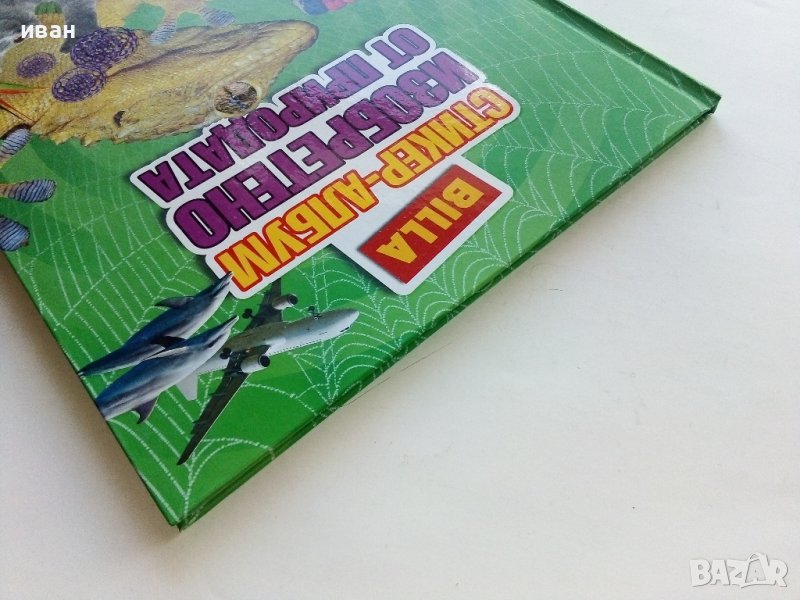 иван
BILLA
СТИКЕР-АЛБУМ
ИЗОБРЕТЕНО
ОТ ПРИРОДАТА
BAZAR